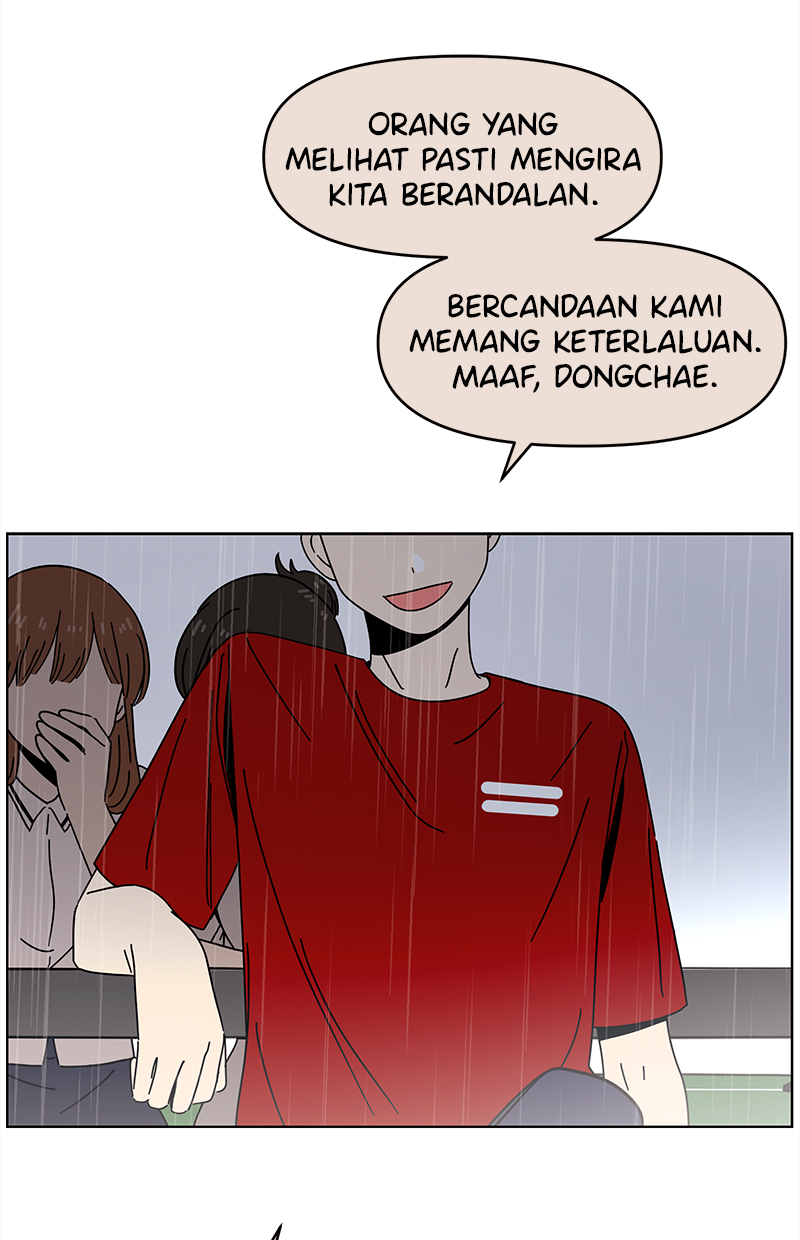 ORANG YANG
MELIHAT PASTI MENGIRA
KITA BERANDALAN.
BERCANDAAN KAMI
MEMANG KETERLALUAN.
MAAF, DONGCHAE.